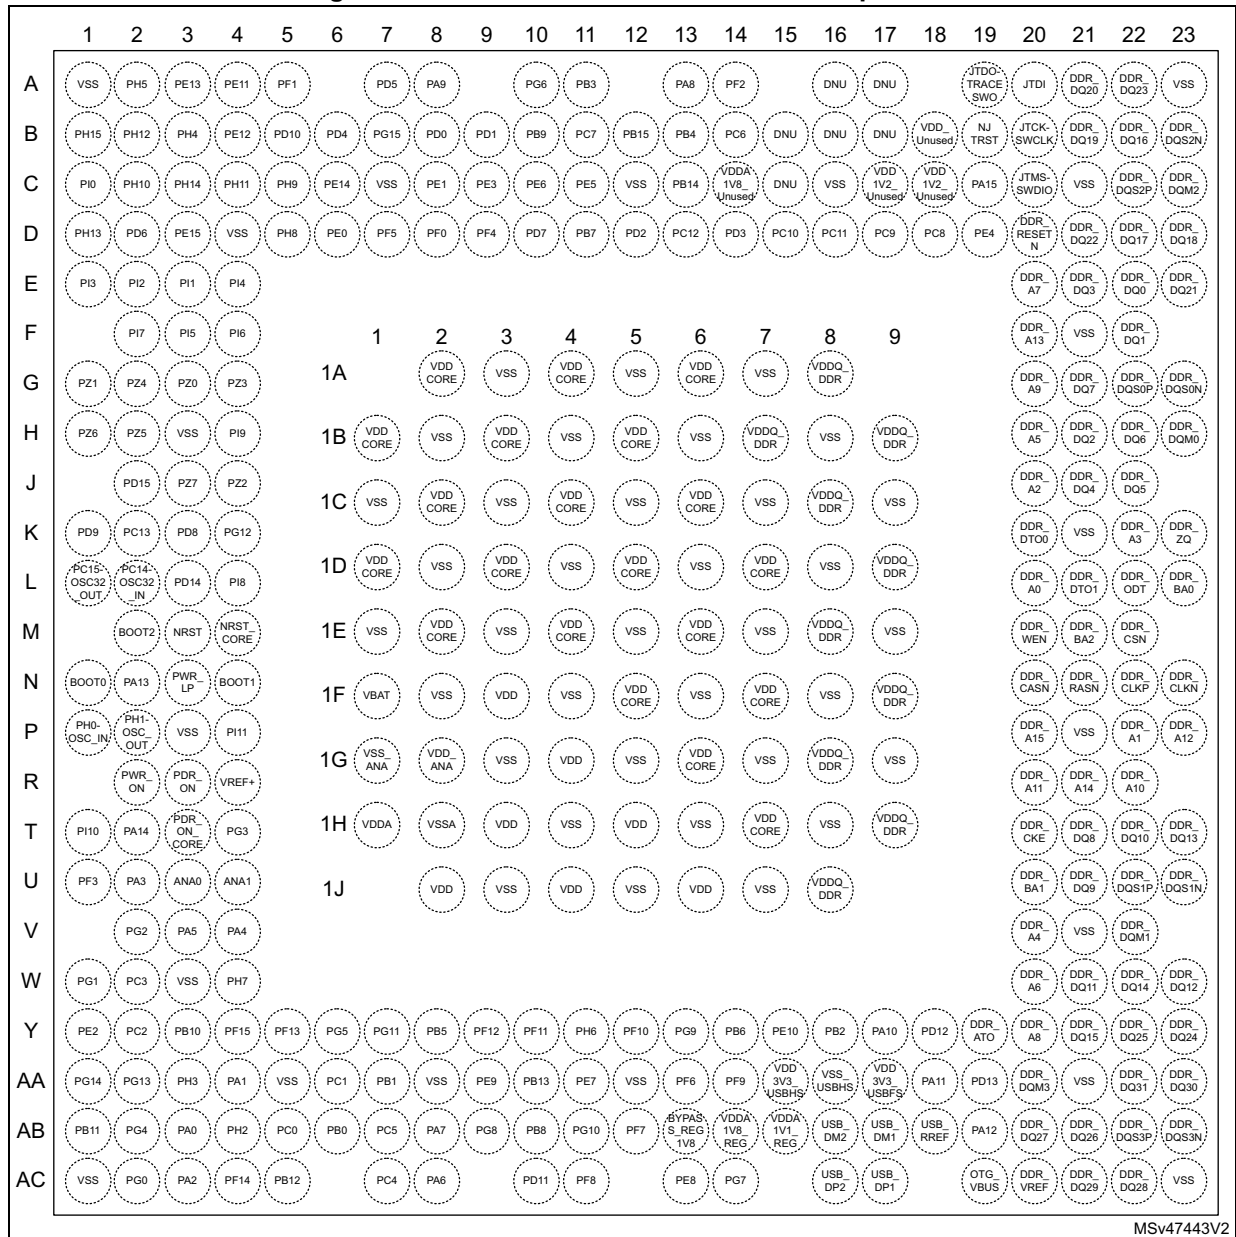 1 2 3 4 5 6 7 8 9 10 11 12 13 14 15 16 17 18 19 20 21 22 23
A VSS PH5 PE13 PE11 PF1 PD5 PA9 PG6 PB3 PA8 PF2 DNU DNU JTDO-TRACE SWO JTDI DDR_DQ20 DDR_DQ23 VSS
B PH15 PH12 PH4 PE12 PD10 PD4 PG15 PD0 PD1 PB9 PC7 PB15 PB4 PC6 DNU DNU DNU VDD_Unused NJ TRST JTCK-SWCLK DDR_DQ19 DDR_DQ16 DDR_DQS2N
C PI0 PH10 PH14 PH11 PH9 PE14 VSS PE1 PE3 PE6 PE5 VSS PB14 VDDA 1V8_Unused DNU VSS VDD 1V2_Unused VDD 1V2_Unused PA15 JTMS-SWDIO VSS DDR_DQS2P DDR_DQM2
D PH13 PD6 PE15 VSS PH8 PE0 PF5 PF0 PF4 PD7 PB7 PD2 PC12 PD3 PC10 PC11 PC9 PC8 PE4 DDR_RESET N DDR_DQ22 DDR_DQ17 DDR_DQ18
E PI3 PI2 PI1 PI4 DDR_A7 DDR_DQ3 DDR_DQ0 DDR_DQ21
F PI7 PI5 PI6 DDR_A13 VSS DDR_DQ1
G PZ1 PZ4 PZ0 PZ3 DDR_A9 DDR_DQ7 DDR_DQS0P DDR_DQS0N
H PZ6 PZ5 VSS PI9 DDR_A5 DDR_DQ2 DDR_DQ6 DDR_DQM0
J PD15 PZ7 PZ2 DDR_A2 DDR_DQ4 DDR_DQ5
K PD9 PC13 PD8 PG12 DDR_DTO0 VSS DDR_A3 DDR_ZQ
L PC15-OSC32_OUT PC14-OSC32_IN PD14 PI8 DDR_A0 DDR_DTO1 DDR_ODT DDR_BA0
M BOOT2 NRST NRST_CORE DDR_WEN DDR_BA2 DDR_CSN
N BOOT0 PA13 PWR_LP BOOT1 DDR_CASN DDR_RASN DDR_CLKP DDR_CLKN
P PH0-OSC_IN PH1-OSC_OUT VSS PI11 DDR_A15 VSS DDR_A1 DDR_A12
R PWR_ON PDR_ON VREF+ DDR_A11 DDR_A14 DDR_A10
T PI10 PA14 PDR_ON_CORE PG3 DDR_CKE DDR_DQ8 DDR_DQ10 DDR_DQ13
U PF3 PA3 ANA0 ANA1 DDR_BA1 DDR_DQ9 DDR_DQS1P DDR_DQS1N
V PG2 PA5 PA4 DDR_A4 VSS DDR_DQM1
W PG1 PC3 VSS PH7 DDR_A6 DDR_DQ11 DDR_DQ14 DDR_DQ12
1 2 3 4 5 6 7 8 9
1A VDD CORE VSS VDD CORE VSS VDD CORE VSS VDDQ_DDR
1B VDD CORE VSS VDD CORE VSS VDD CORE VSS VDDQ_DDR VSS VDDQ_DDR
1C VSS VDD CORE VSS VDD CORE VSS VDD CORE VSS VDDQ_DDR VSS
1D VDD CORE VSS VDD CORE VSS VDD CORE VSS VDD CORE VSS VDDQ_DDR
1E VSS VDD CORE VSS VDD CORE VSS VDD CORE VSS VDDQ_DDR VSS
1F VBAT VSS VDD VSS VDD CORE VSS VDD CORE VSS VDDQ_DDR
1G VSS_ANA VDD_ANA VSS VDD VSS VDD CORE VSS VDDQ_DDR VSS
1H VDDA VSSA VDD VSS VDD VSS VDD CORE VSS VDDQ_DDR
1J VDD VSS VDD VSS VDD VSS VDDQ_DDR
Y PE2 PC2 PB10 PF15 PF13 PG5 PG11 PB5 PF12 PF11 PH6 PF10 PG9 PB6 PE10 PB2 PA10 PD12 DDR_ATO DDR_A8 DDR_DQ15 DDR_DQ25 DDR_DQ24
AA PG14 PG13 PH3 PA1 VSS PC1 PB1 VSS PE9 PB13 PE7 VSS PF6 PF9 VDD 3V3_USBHS VSS_USBHS VDD 3V3_USBFS PA11 PD13 DDR_DQM3 VSS DDR_DQ31 DDR_DQ30
AB PB11 PG4 PA0 PH2 PC0 PB0 PC5 PA7 PG8 PB8 PG10 PF7 BYPAS S_REG 1V8 VDDA 1V8_REG VDDA 1V1_REG USB_DM2 USB_DM1 USB_RREF PA12 DDR_DQ27 DDR_DQ26 DDR_DQS3P DDR_DQS3N
AC VSS PG0 PA2 PF14 PB12 PC4 PA6 PD11 PF8 PE8 PG7 USB_DP2 USB_DP1 OTG_VBUS DDR_VREF DDR_DQ29 DDR_DQ28 VSS
MSv47443V2